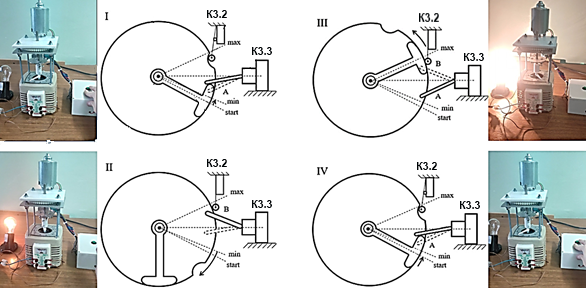 I
K3.2
max
K3.3
A
min
start
III
K3.2
max
K3.3
B
A
min
start
II
K3.2
max
K3.3
B
min
start
IV
K3.2
max
K3.3
A
min
start